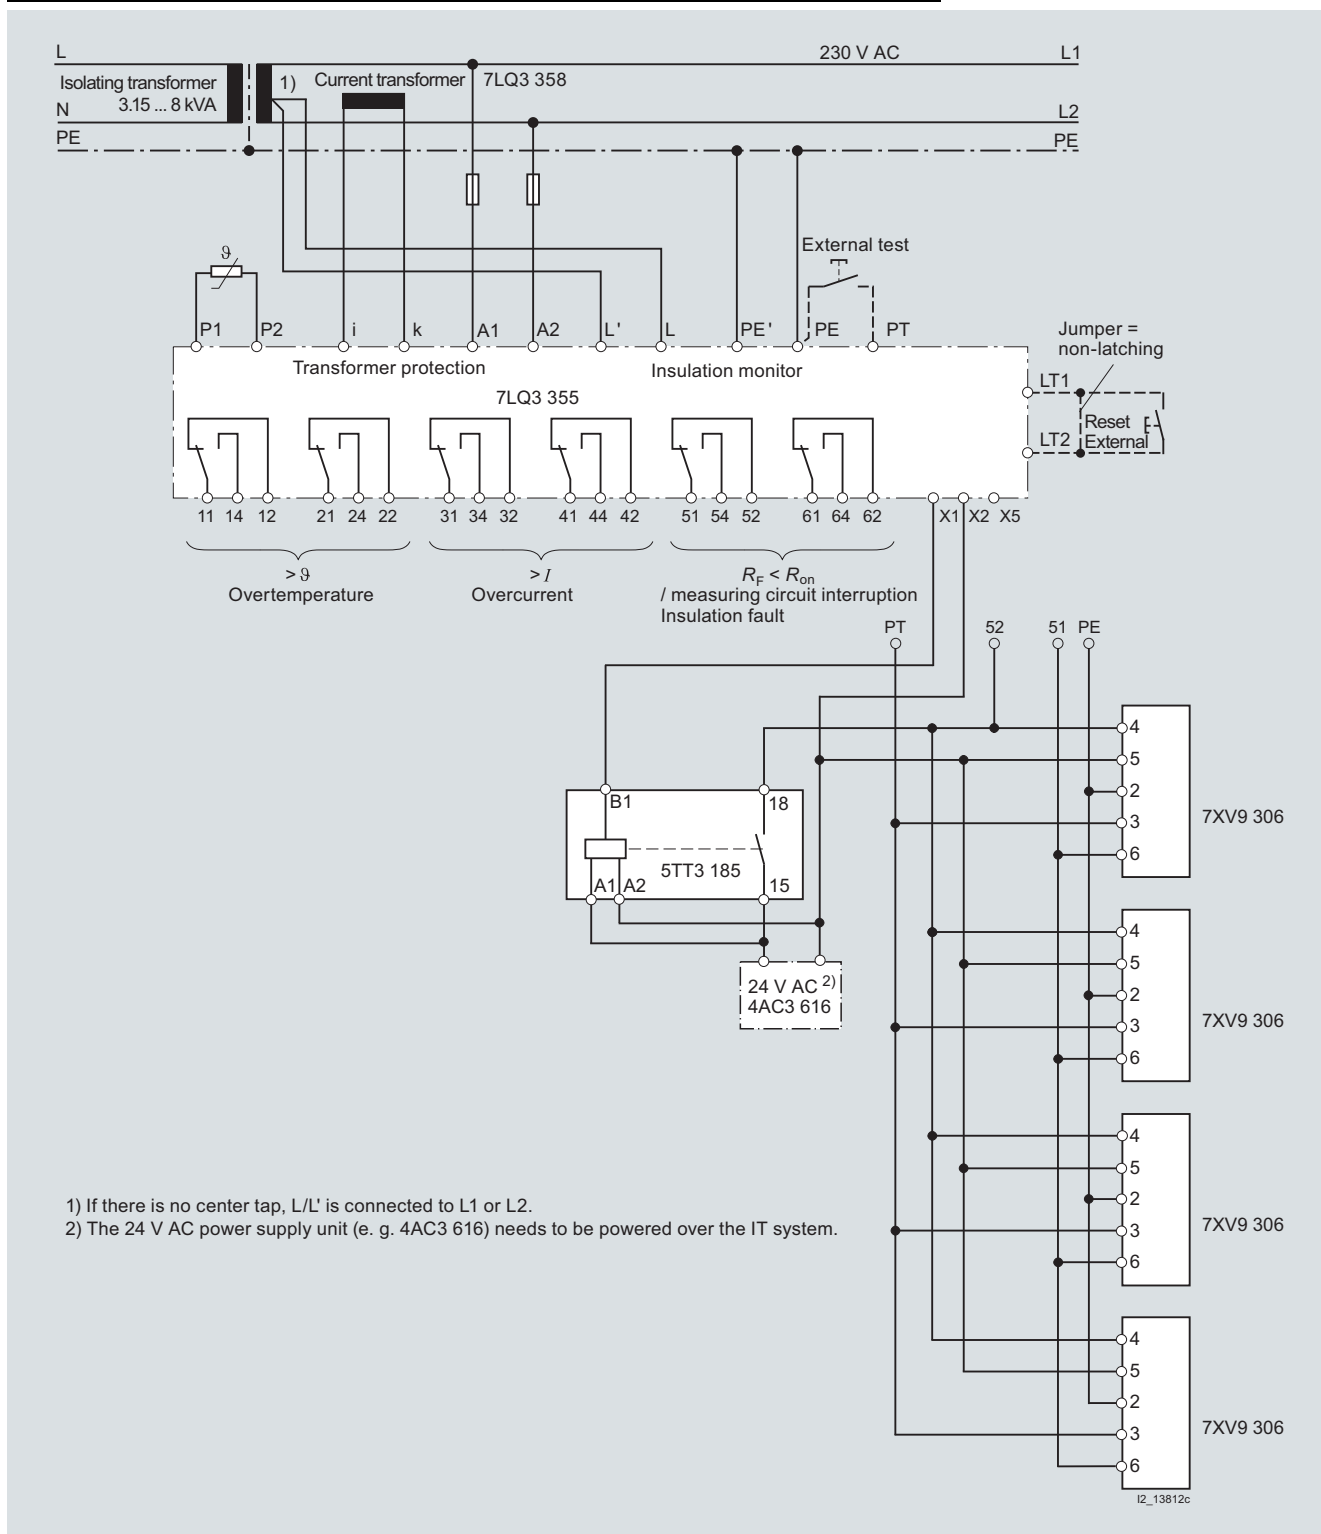 L
230 V AC
L1
Isolating transformer
3.15 ... 8 kVA
1)
Current transformer
7LQ3 358
N
L2
PE
PE
ϑ
External test
P1
P2
i
k
A1
A2
L'
L
PE'
PE
PT
Jumper =
non-latching
Transformer protection
Insulation monitor
7LQ3 355
LT1
Reset
External
LT2
11 14 12
21 24 22
31 34 32
41 44 42
51 54 52
61 64 62
X1 X2 X5
> ϑ
Overtemperature
> I
Overcurrent
RF < Ron
/ measuring circuit interruption
Insulation fault
PT
52
51
PE
4
5
2
3
6
7XV9 306
B1
18
5TT3 185
A1
A2
15
24 V AC 2)
4AC3 616
4
5
2
3
6
7XV9 306
4
5
2
3
6
7XV9 306
1) If there is no center tap, L/L' is connected to L1 or L2.
2) The 24 V AC power supply unit (e. g. 4AC3 616) needs to be powered over the IT system.
4
5
2
3
6
7XV9 306
I2_13812c